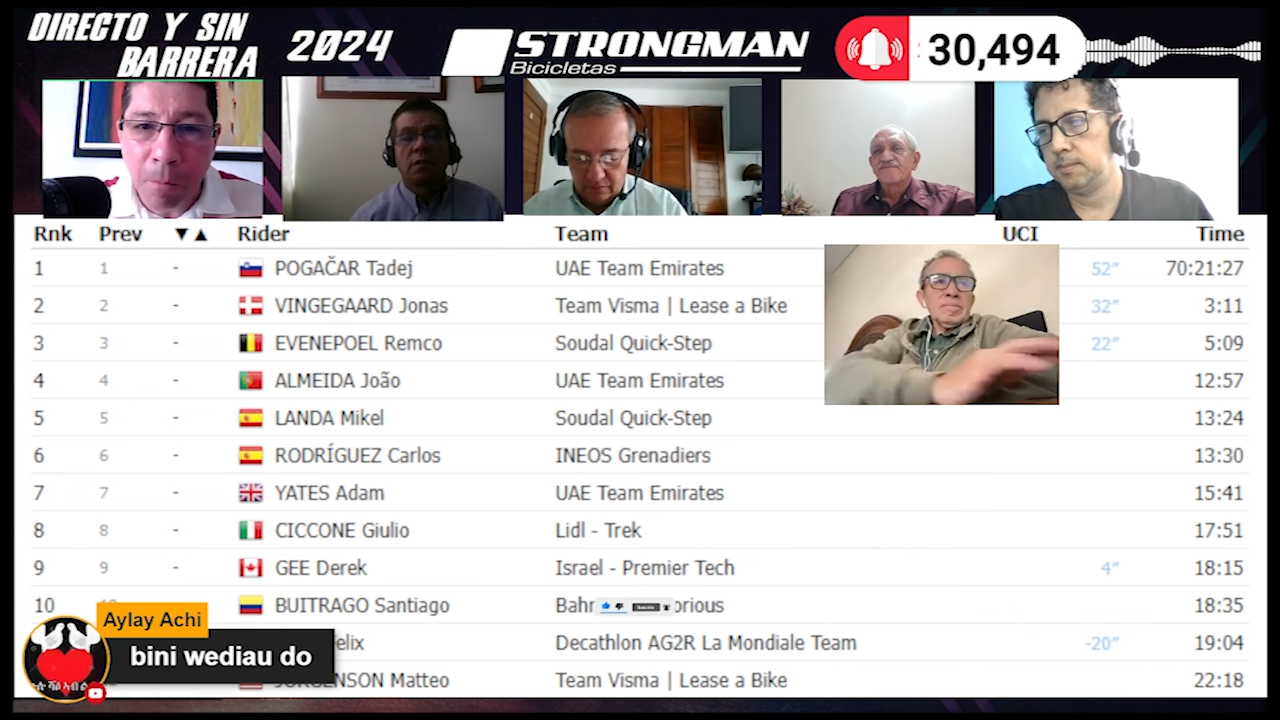 DIRECTO Y SIN
BARRERA
2024
STRONGMAN
Bicicletas
30,494
Rnk Prev ▼▲ Rider Team UCI Time
1 1 - POGAČAR Tadej UAE Team Emirates 52″ 70:21:27
2 2 - VINGEGAARD Jonas Team Visma | Lease a Bike 32″ 3:11
3 3 - EVENEPOEL Remco Soudal Quick-Step 22″ 5:09
4 4 - ALMEIDA João UAE Team Emirates 12:57
5 5 - LANDA Mikel Soudal Quick-Step 13:24
6 6 - RODRÍGUEZ Carlos INEOS Grenadiers 13:30
7 7 - YATES Adam UAE Team Emirates 15:41
8 8 - CICCONE Giulio Lidl - Trek 17:51
9 9 - GEE Derek Israel - Premier Tech 4″ 18:15
10 BUITRAGO Santiago 18:35
Decathlon AG2R La Mondiale Team -20″ 19:04
JORGENSON Matteo Team Visma | Lease a Bike 22:18
Aylay Achi
bini wediau do